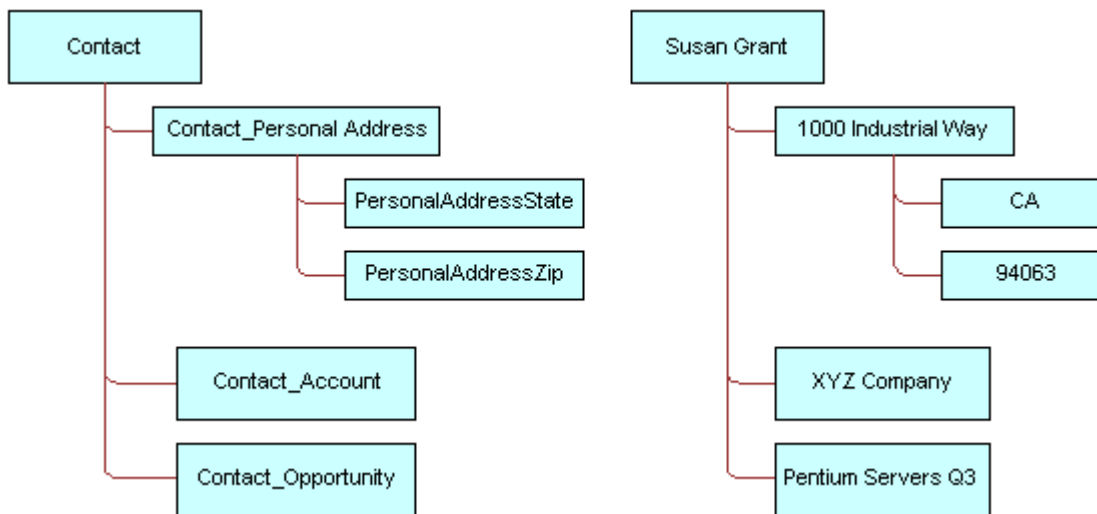 Contact
Susan Grant
Contact_Personal Address
1000 Industrial Way
PersonalAddressState
CA
PersonalAddressZip
94063
Contact_Account
XYZ Company
Contact_Opportunity
Pentium Servers Q3